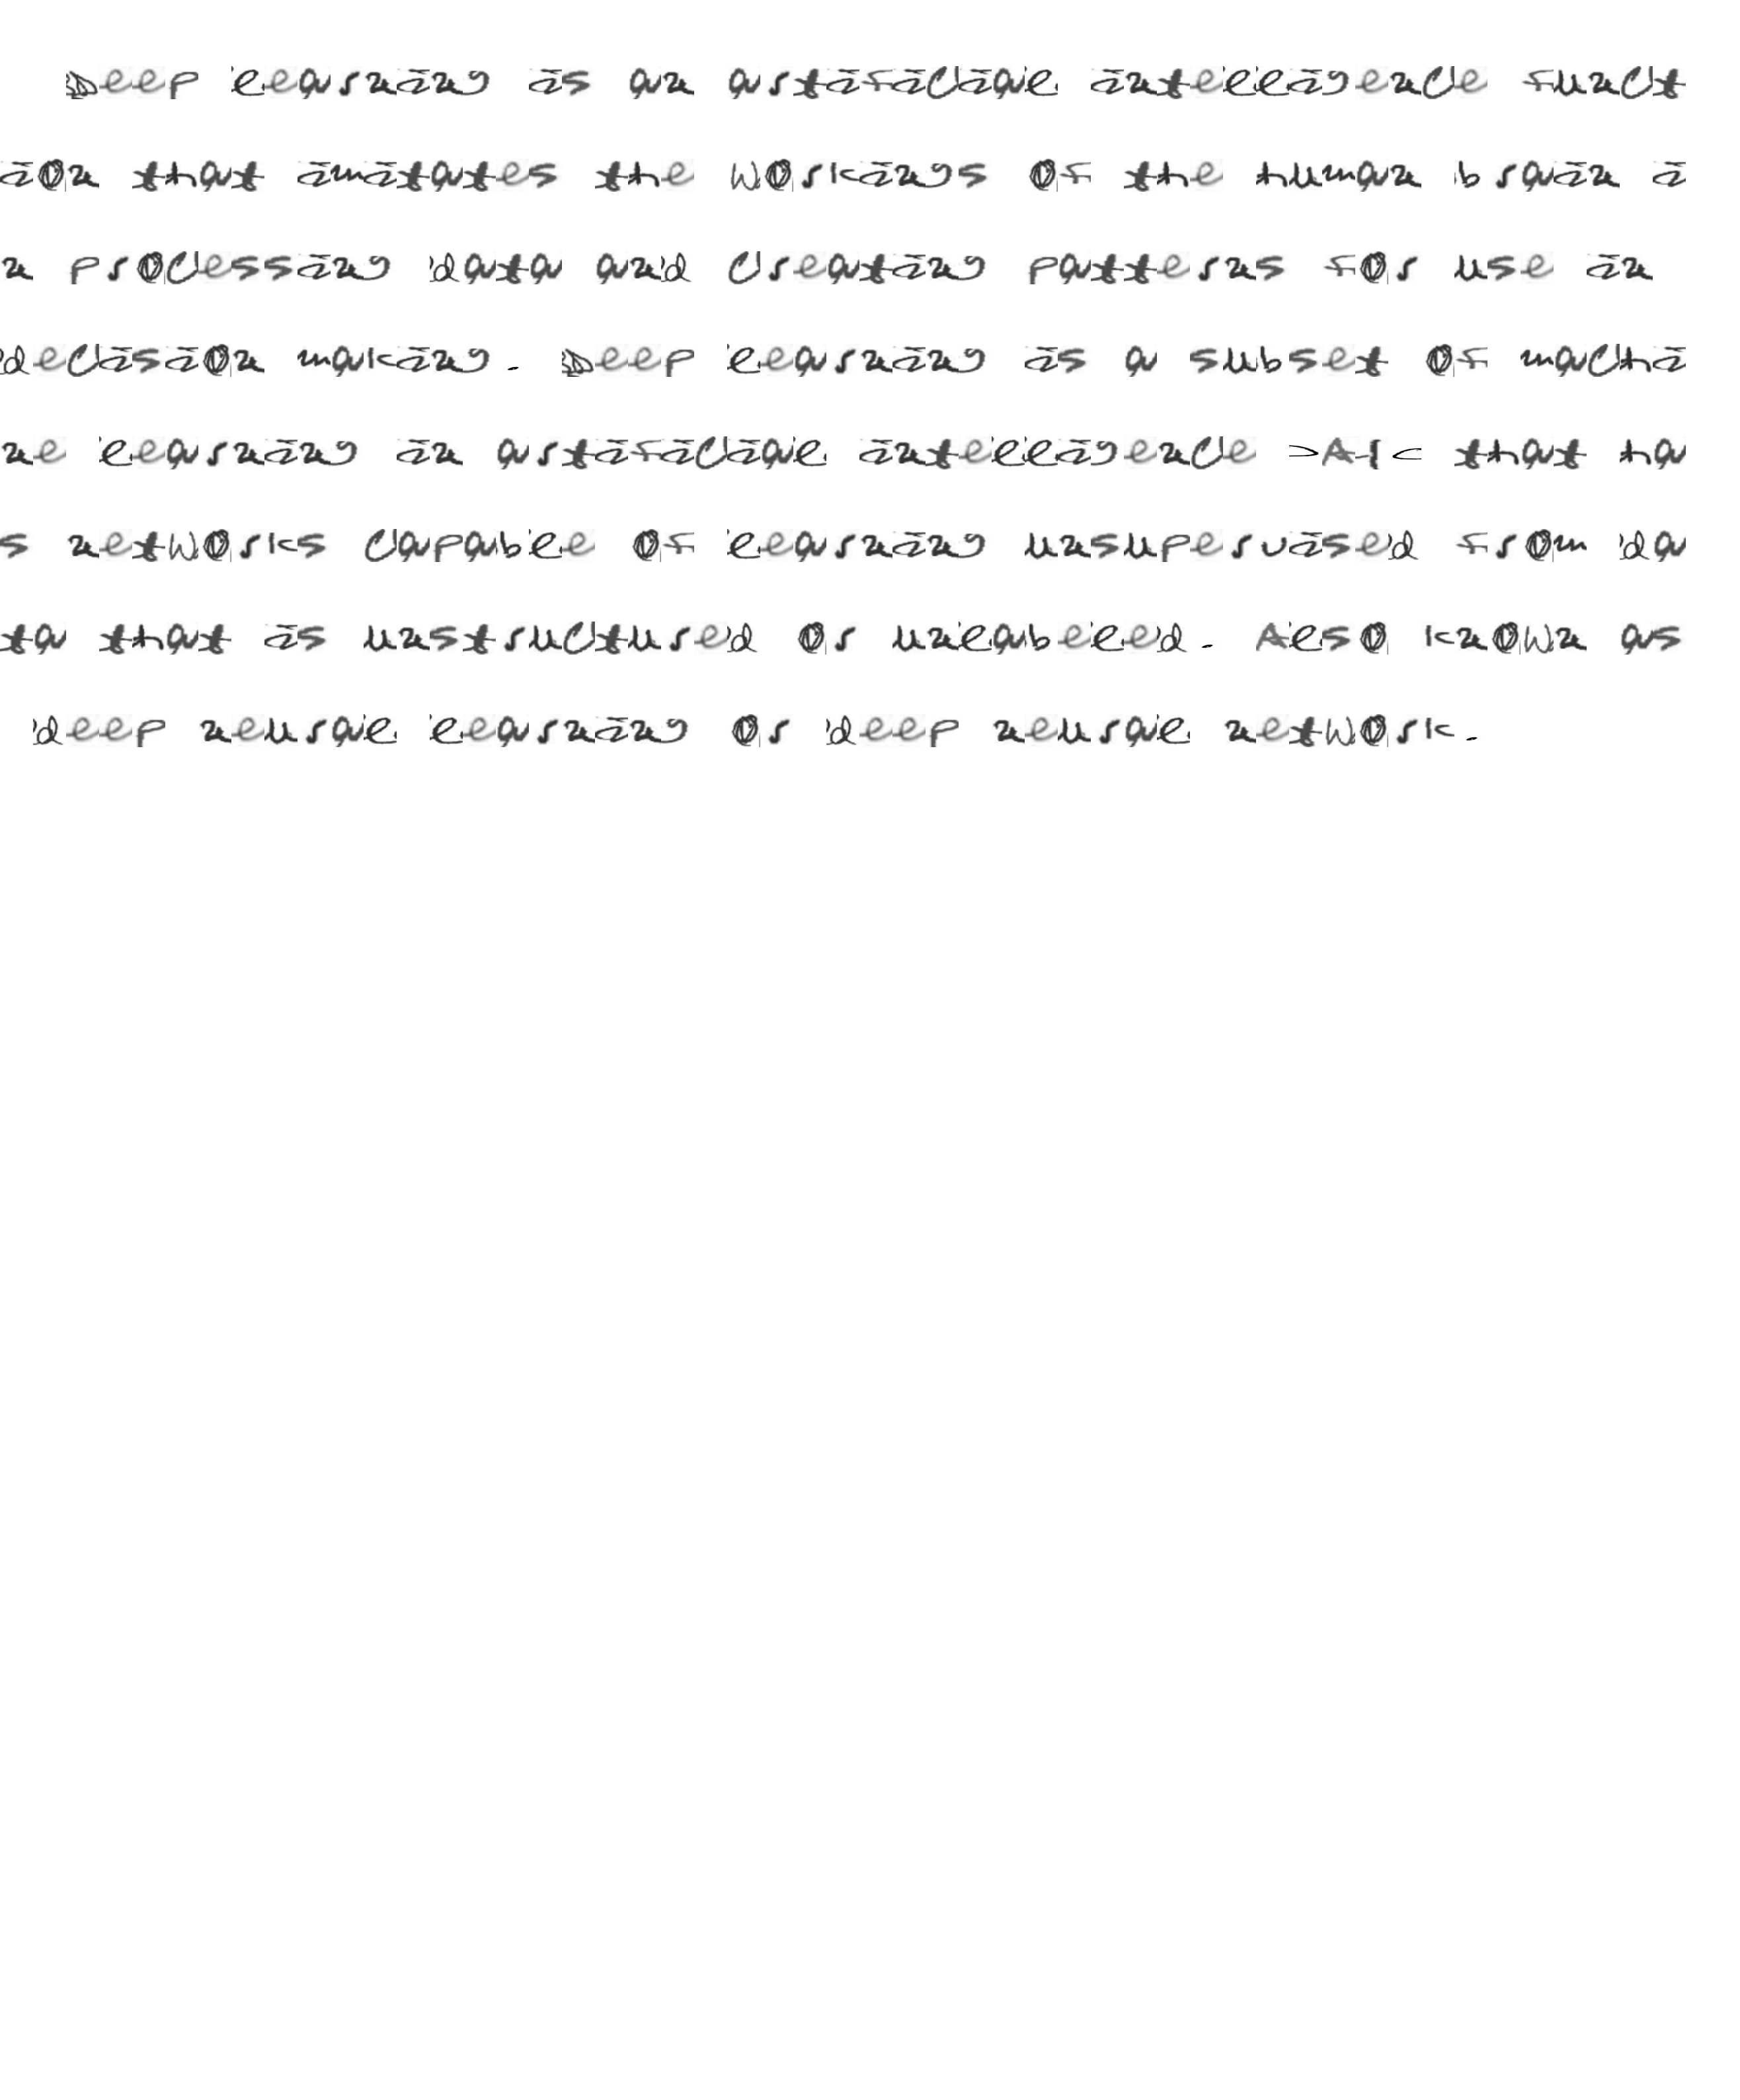 Deep learning is an artificial intelligence funct
ion that imitates the workings of the human brain i
n processing data and creating patterns for use in
decision making. Deep learning is a subset of machi
ne learning in artificial intelligence )AI( that ha
s networks capable of learning unsupervised from da
ta that is unstructured or unlabeled. Also known as
deep neural learning or deep neural network.